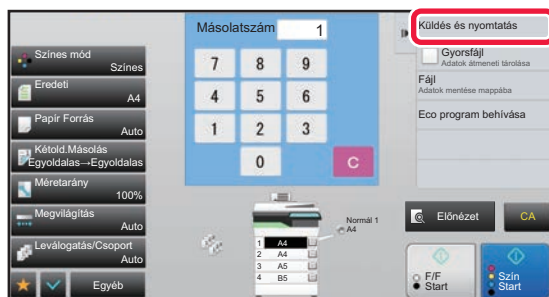 Másolatszám 1
Színes mód
Színes
Eredeti
A4
Papír Forrás
Auto
Kétold.Másolás
Egyoldalas→Egyoldalas
Méretarány
100%
Megvilágítás
Auto
Leválogatás/Csoport
Auto
Egyéb
7 8 9
4 5 6
1 2 3
0 C
Normál 1
A4
1 A4
2 A4
3 A5
4 B5
Küldés és nyomtatás
Gyorsfájl
Adatok átmeneti tárolása
Fájl
Adatok mentése mappába
Eco program behívása
Előnézet
CA
F/F
Start
Szín
Start